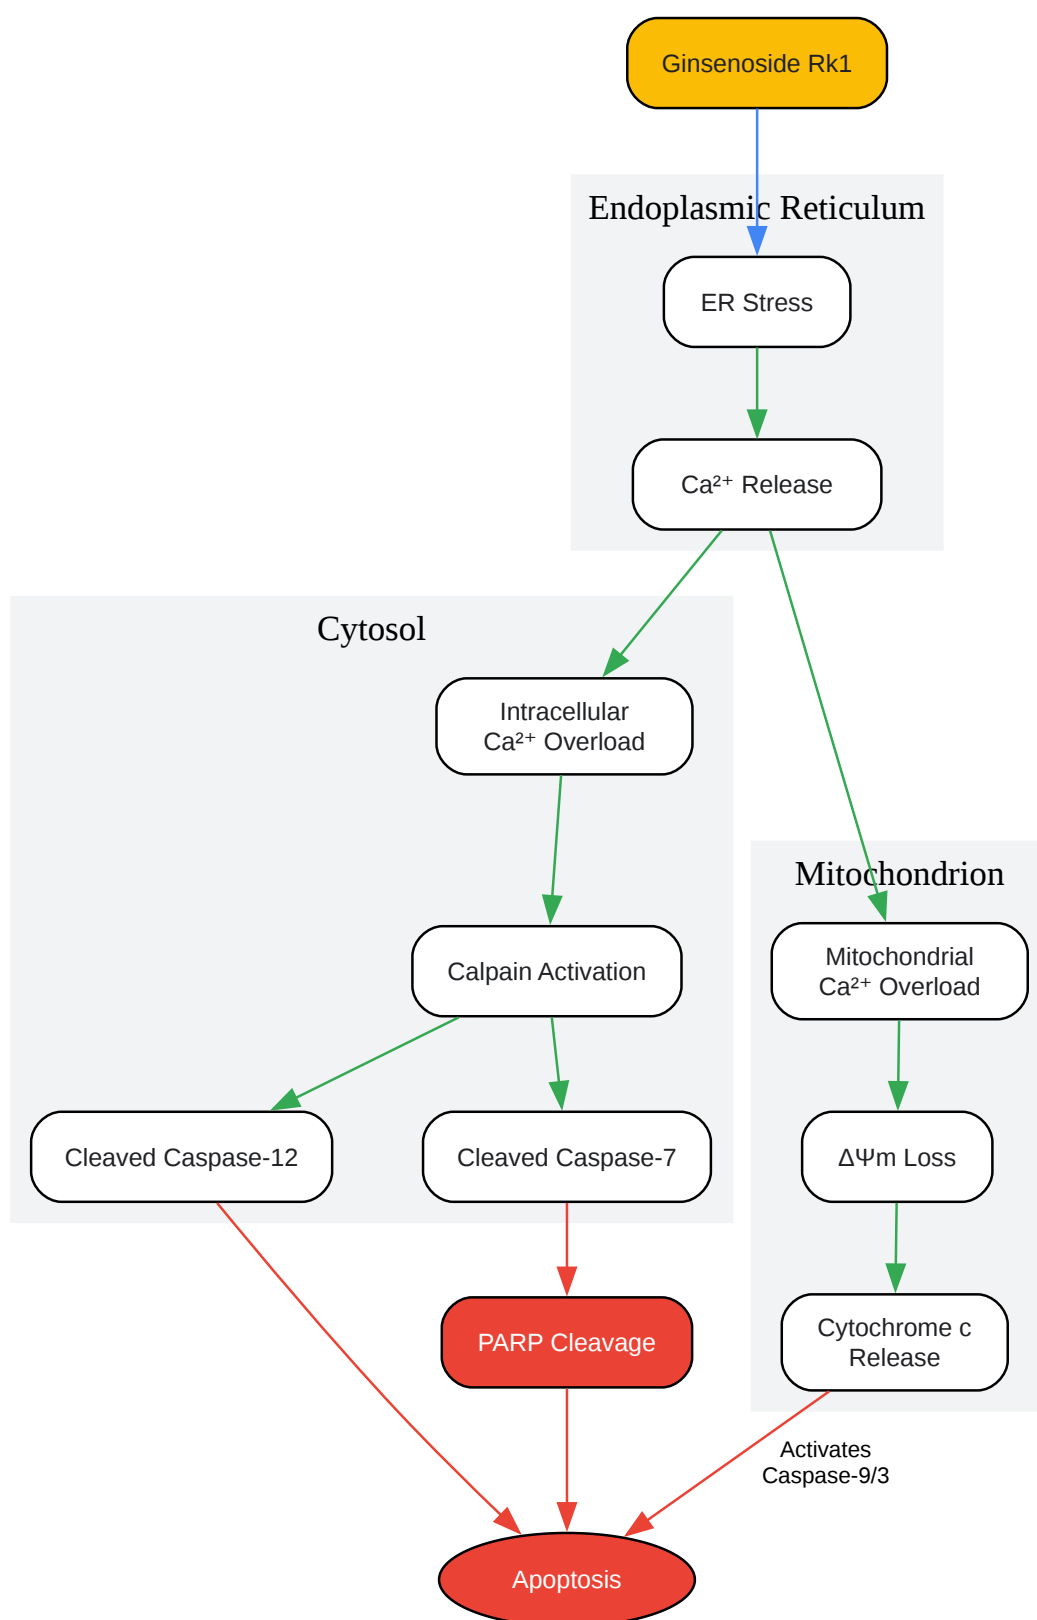 Ginsenoside Rk1
Endoplasmic Reticulum
ER Stress
Ca²⁺ Release
Cytosol
Intracellular
Ca²⁺ Overload
Mitochondrion
Mitochondrial
Ca²⁺ Overload
Calpain Activation
Cleaved Caspase-12
Cleaved Caspase-7
ΔΨm Loss
PARP Cleavage
Cytochrome c
Release
Activates
Caspase-9/3
Apoptosis